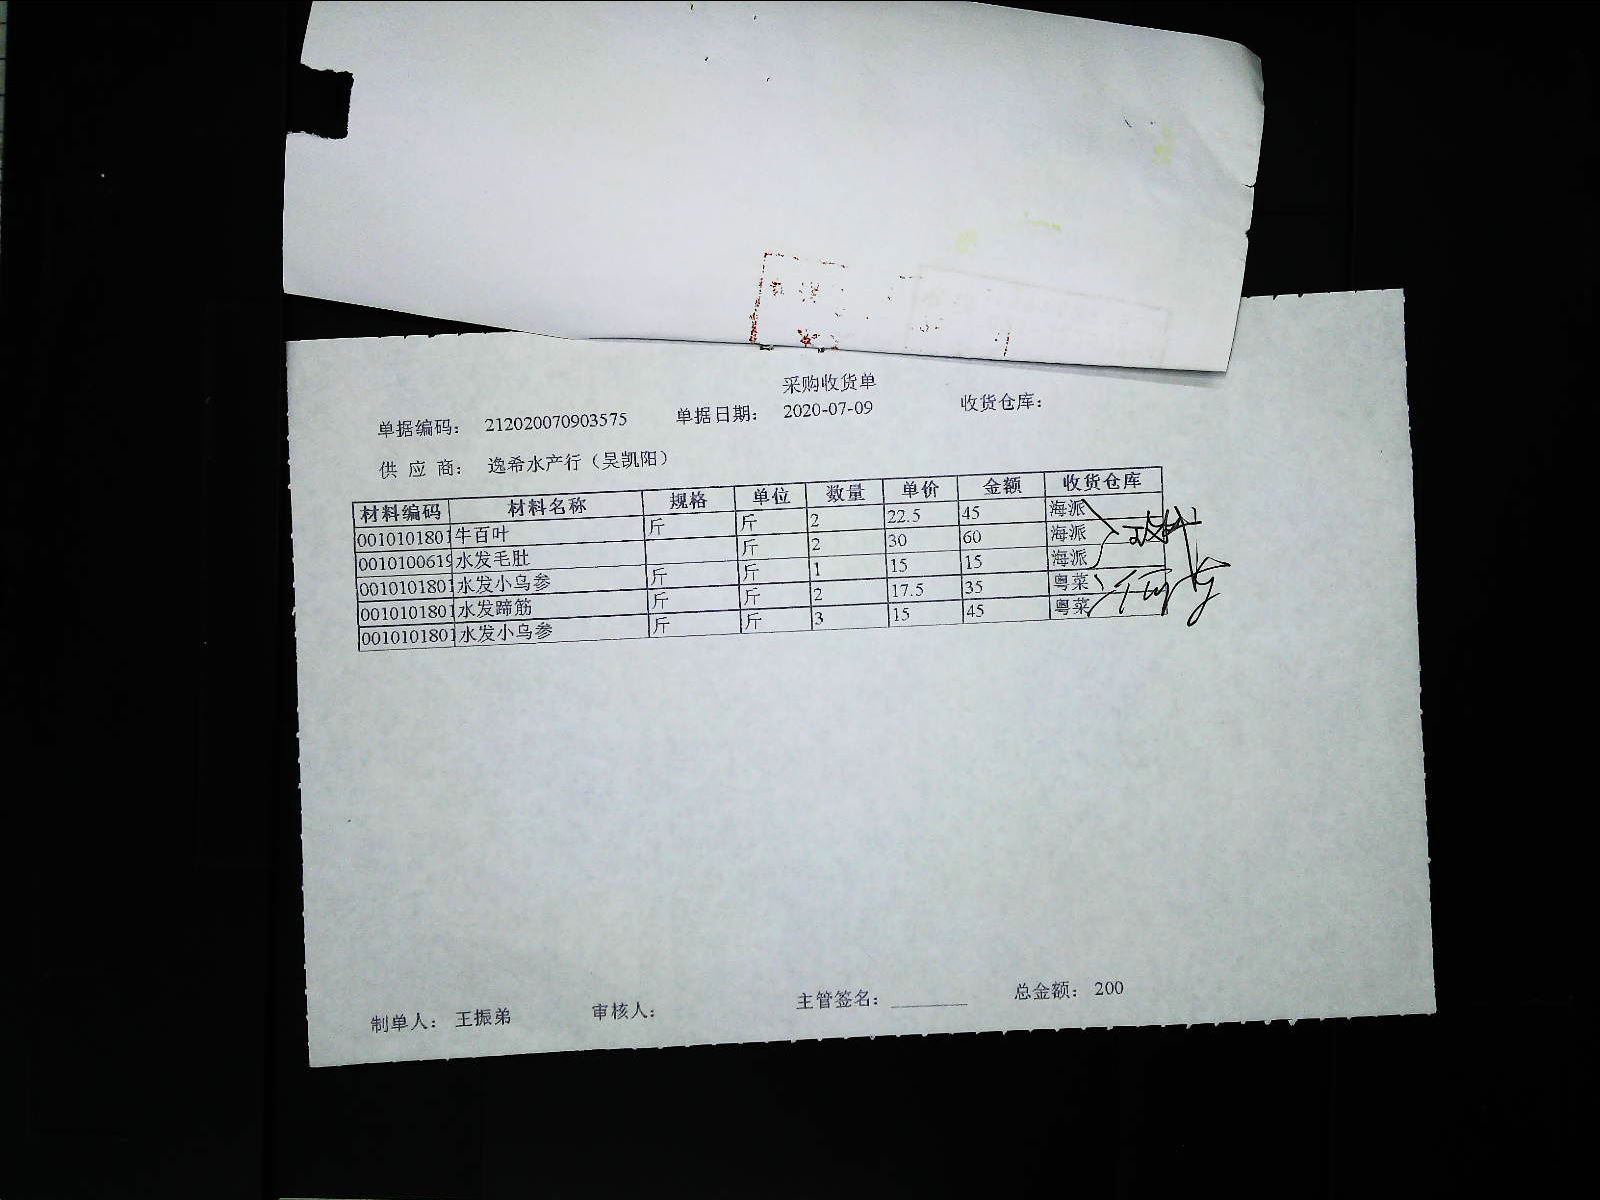 采购收货单
单据编码： 212020070903575 单据日期： 2020-07-09 收货仓库：
供 应 商： 逸希水产行（吴凯阳）
材料编码 材料名称 规格 单位 数量 单价 金额 收货仓库
0010101801 牛百叶 斤 斤 2 22.5 45 海派
0010100619 水发毛肚 斤 2 30 60 海派
0010101801 水发小乌参 斤 斤 1 15 15 海派
0010101801 水发蹄筋 斤 斤 2 17.5 35 粤菜
0010101801 水发小乌参 斤 斤 3 15 45 粤菜
制单人： 王振弟 审核人： 主管签名： 总金额： 200